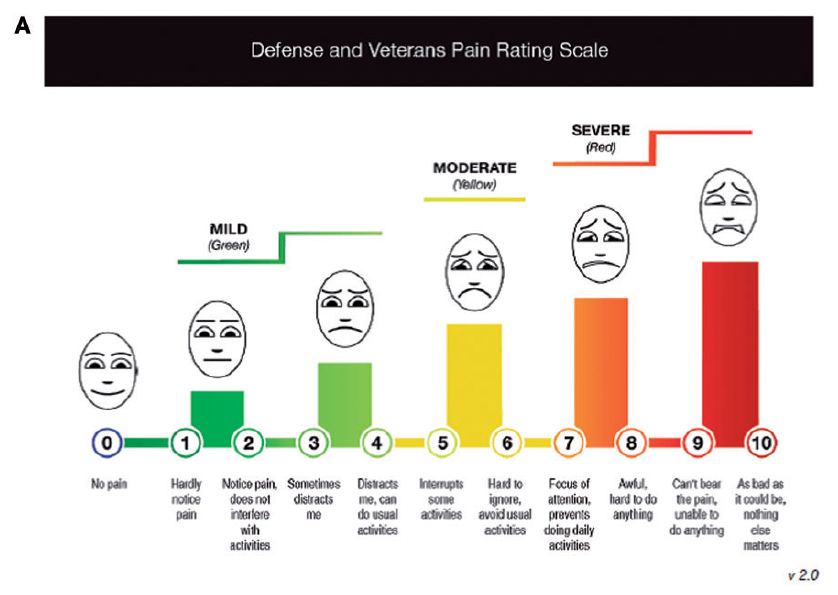 A
Defense and Veterans Pain Rating Scale
SEVERE
(Red)
MODERATE
(Yellow)
MILD
(Green)
0 1 2 3 4 5 6 7 8 9 10
No pain
Hardly
notice
pain
Notice pain,
does not
interfere
with
activities
Sometimes
distracts
me
Distracts
me, can
do usual
activities
Interrupts
some
activities
Hard to
ignore,
avoid usual
activities
Focus of
attention,
prevents
doing daily
activities
Awful,
hard to do
anything
Can't bear
the pain,
unable to
do anything
As bad as
it could be,
nothing
else
matters
v 2.0